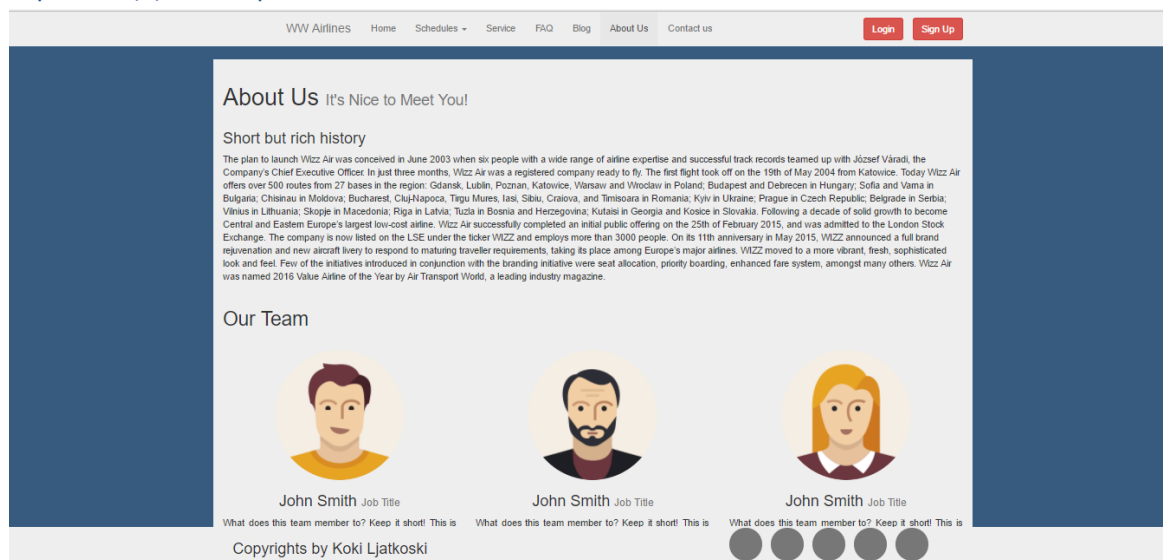 WW Airlines Home Schedules Service FAQ Blog About Us Contact us Login Sign Up
About Us It's Nice to Meet You!
Short but rich history
The plan to launch Wizz Air was conceived in June 2003 when six people with a wide range of airline expertise and successful track records teamed up with József Váradi, the
Company's Chief Executive Officer. In just three months, Wizz Air was a registered company ready to fly. The first flight took off on the 19th of May 2004 from Katowice. Today Wizz Air
offers over 500 routes from 27 bases in the region: Gdansk, Lublin, Poznan, Katowice, Warsaw and Wroclaw in Poland; Budapest and Debrecen in Hungary; Sofia and Varna in
Bulgaria; Chisinau in Moldova; Bucharest, Cluj-Napoca, Tirgu Mures, Iasi, Sibiu, Craiova, and Timisoara in Romania; Kyiv in Ukraine; Prague in Czech Republic; Belgrade in Serbia;
Vilnius in Lithuania; Skopje in Macedonia; Riga in Latvia; Tuzla in Bosnia and Herzegovina; Kutaisi in Georgia and Kosice in Slovakia. Following a decade of solid growth to become
Central and Eastern Europe's largest low-cost airline. Wizz Air successfully completed an initial public offering on the 25th of February 2015, and was admitted to the London Stock
Exchange. The company is now listed on the LSE under the ticker WIZZ and employs more than 3000 people. On its 11th anniversary in May 2015, WIZZ announced a full brand
rejuvenation and new aircraft livery to respond to maturing traveller requirements, taking its place among Europe's major airlines. WIZZ moved to a more vibrant, fresh, sophisticated
look and feel. Few of the initiatives introduced in conjunction with the branding initiative were seat allocation, priority boarding, enhanced fare system, amongst many others. Wizz Air
was named 2016 Value Airline of the Year by Air Transport World, a leading industry magazine.
Our Team
John Smith Job Title
What does this team member to? Keep it short! This is
John Smith Job Title
What does this team member to? Keep it short! This is
John Smith Job Title
What does this team member to? Keep it short! This is
Copyrights by Koki Ljatkoski